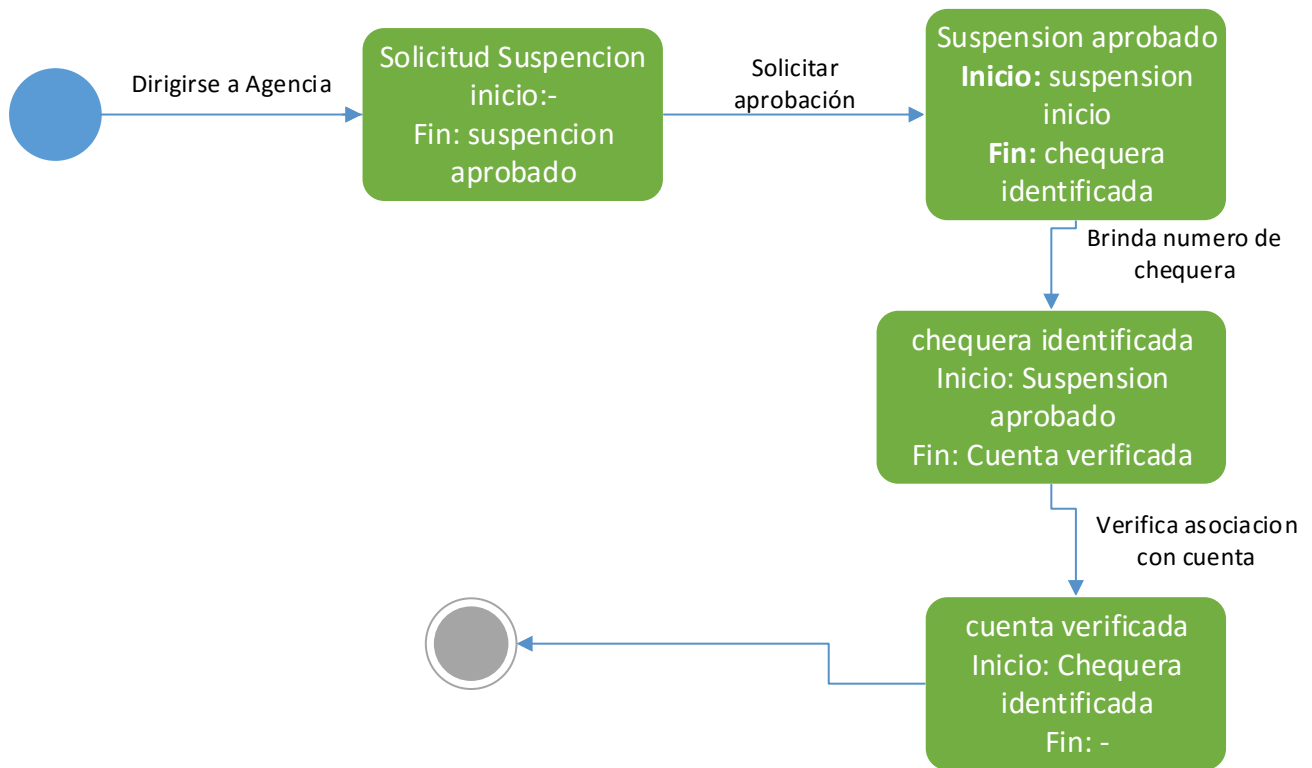 Dirigirse a Agencia
Solicitud Suspencion
inicio:-
Fin: suspencion
aprobado
Solicitar
aprobación
Suspension aprobado
Inicio: suspension
inicio
Fin: chequera
identificada
Brinda numero de
chequera
chequera identificada
Inicio: Suspension
aprobado
Fin: Cuenta verificada
Verifica asociacion
con cuenta
cuenta verificada
Inicio: Chequera
identificada
Fin: -